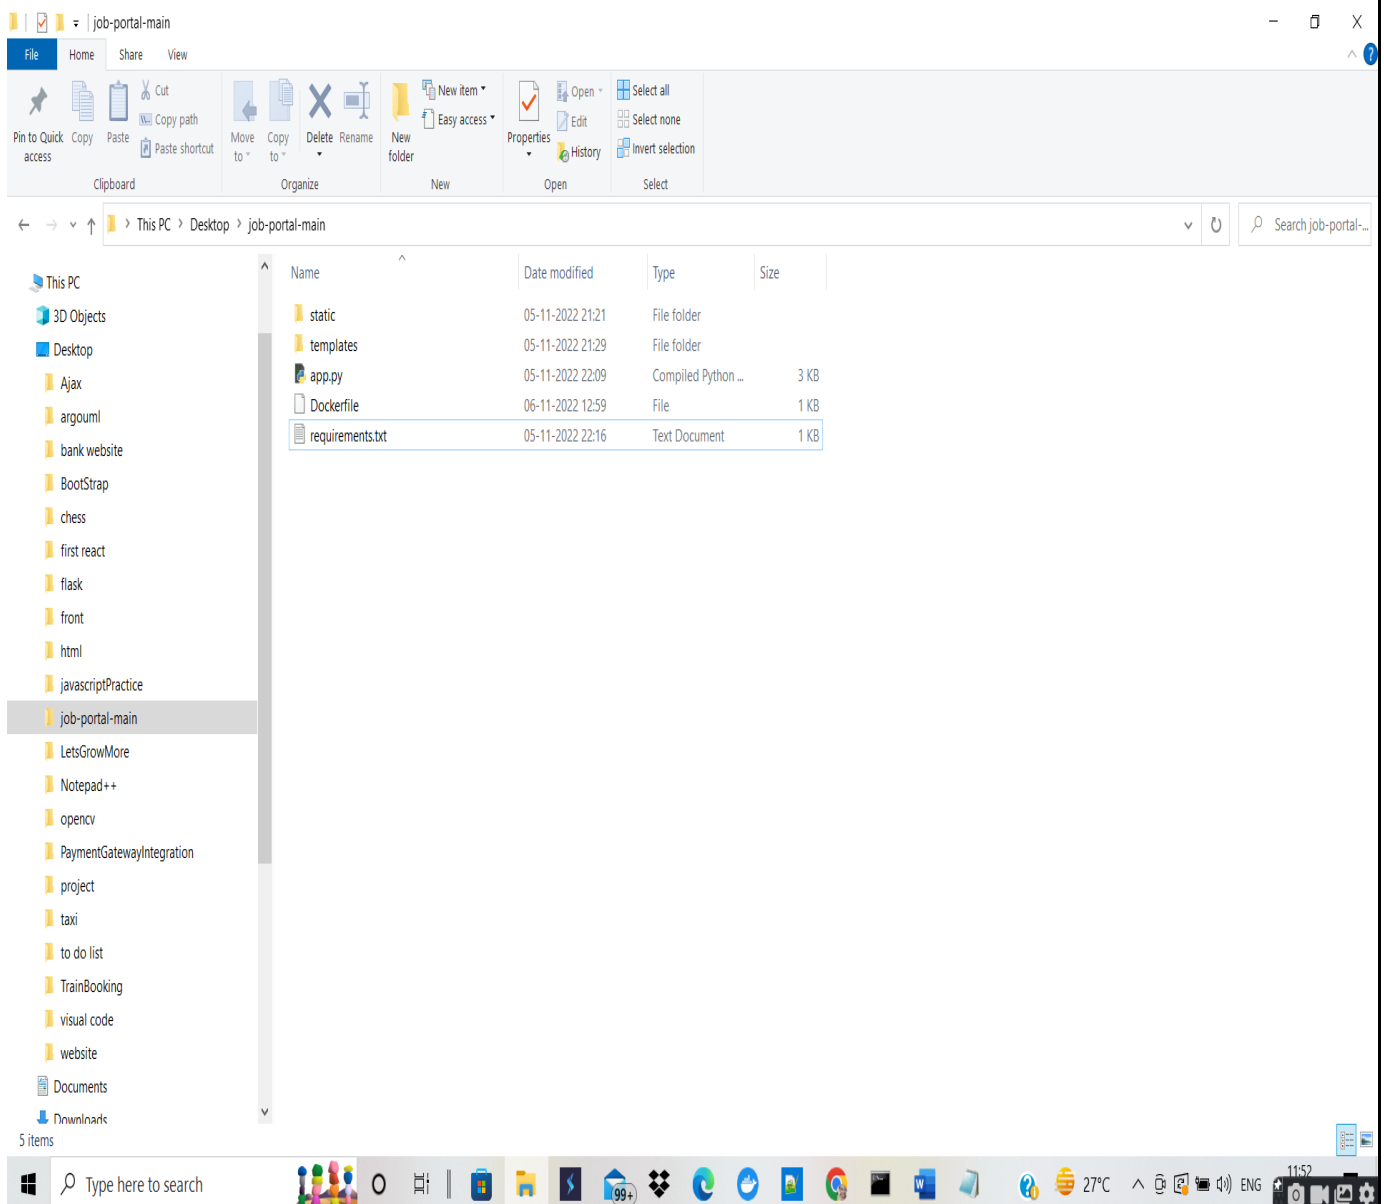 job-portal-main
File Home Share View
Pin to Quick access
Copy
Paste
Cut
Copy path
Paste shortcut
Clipboard
Move to
Copy to
Delete
Rename
Organize
New folder
New item
Easy access
New
Properties
Open
Edit
History
Open
Select all
Select none
Invert selection
Select
This PC > Desktop > job-portal-main
Search job-portal-...
This PC
3D Objects
Desktop
Ajax
argouml
bank website
BootStrap
chess
first react
flask
front
html
javascriptPractice
job-portal-main
LetsGrowMore
Notepad++
opencv
PaymentGatewayIntegration
project
taxi
to do list
TrainBooking
visual code
website
Documents
Downloads
Name Date modified Type Size
static 05-11-2022 21:21 File folder
templates 05-11-2022 21:29 File folder
app.py 05-11-2022 22:09 Compiled Python ... 3 KB
Dockerfile 06-11-2022 12:59 File 1 KB
requirements.txt 05-11-2022 22:16 Text Document 1 KB
5 items
Type here to search
99+
27°C
ENG
11:52